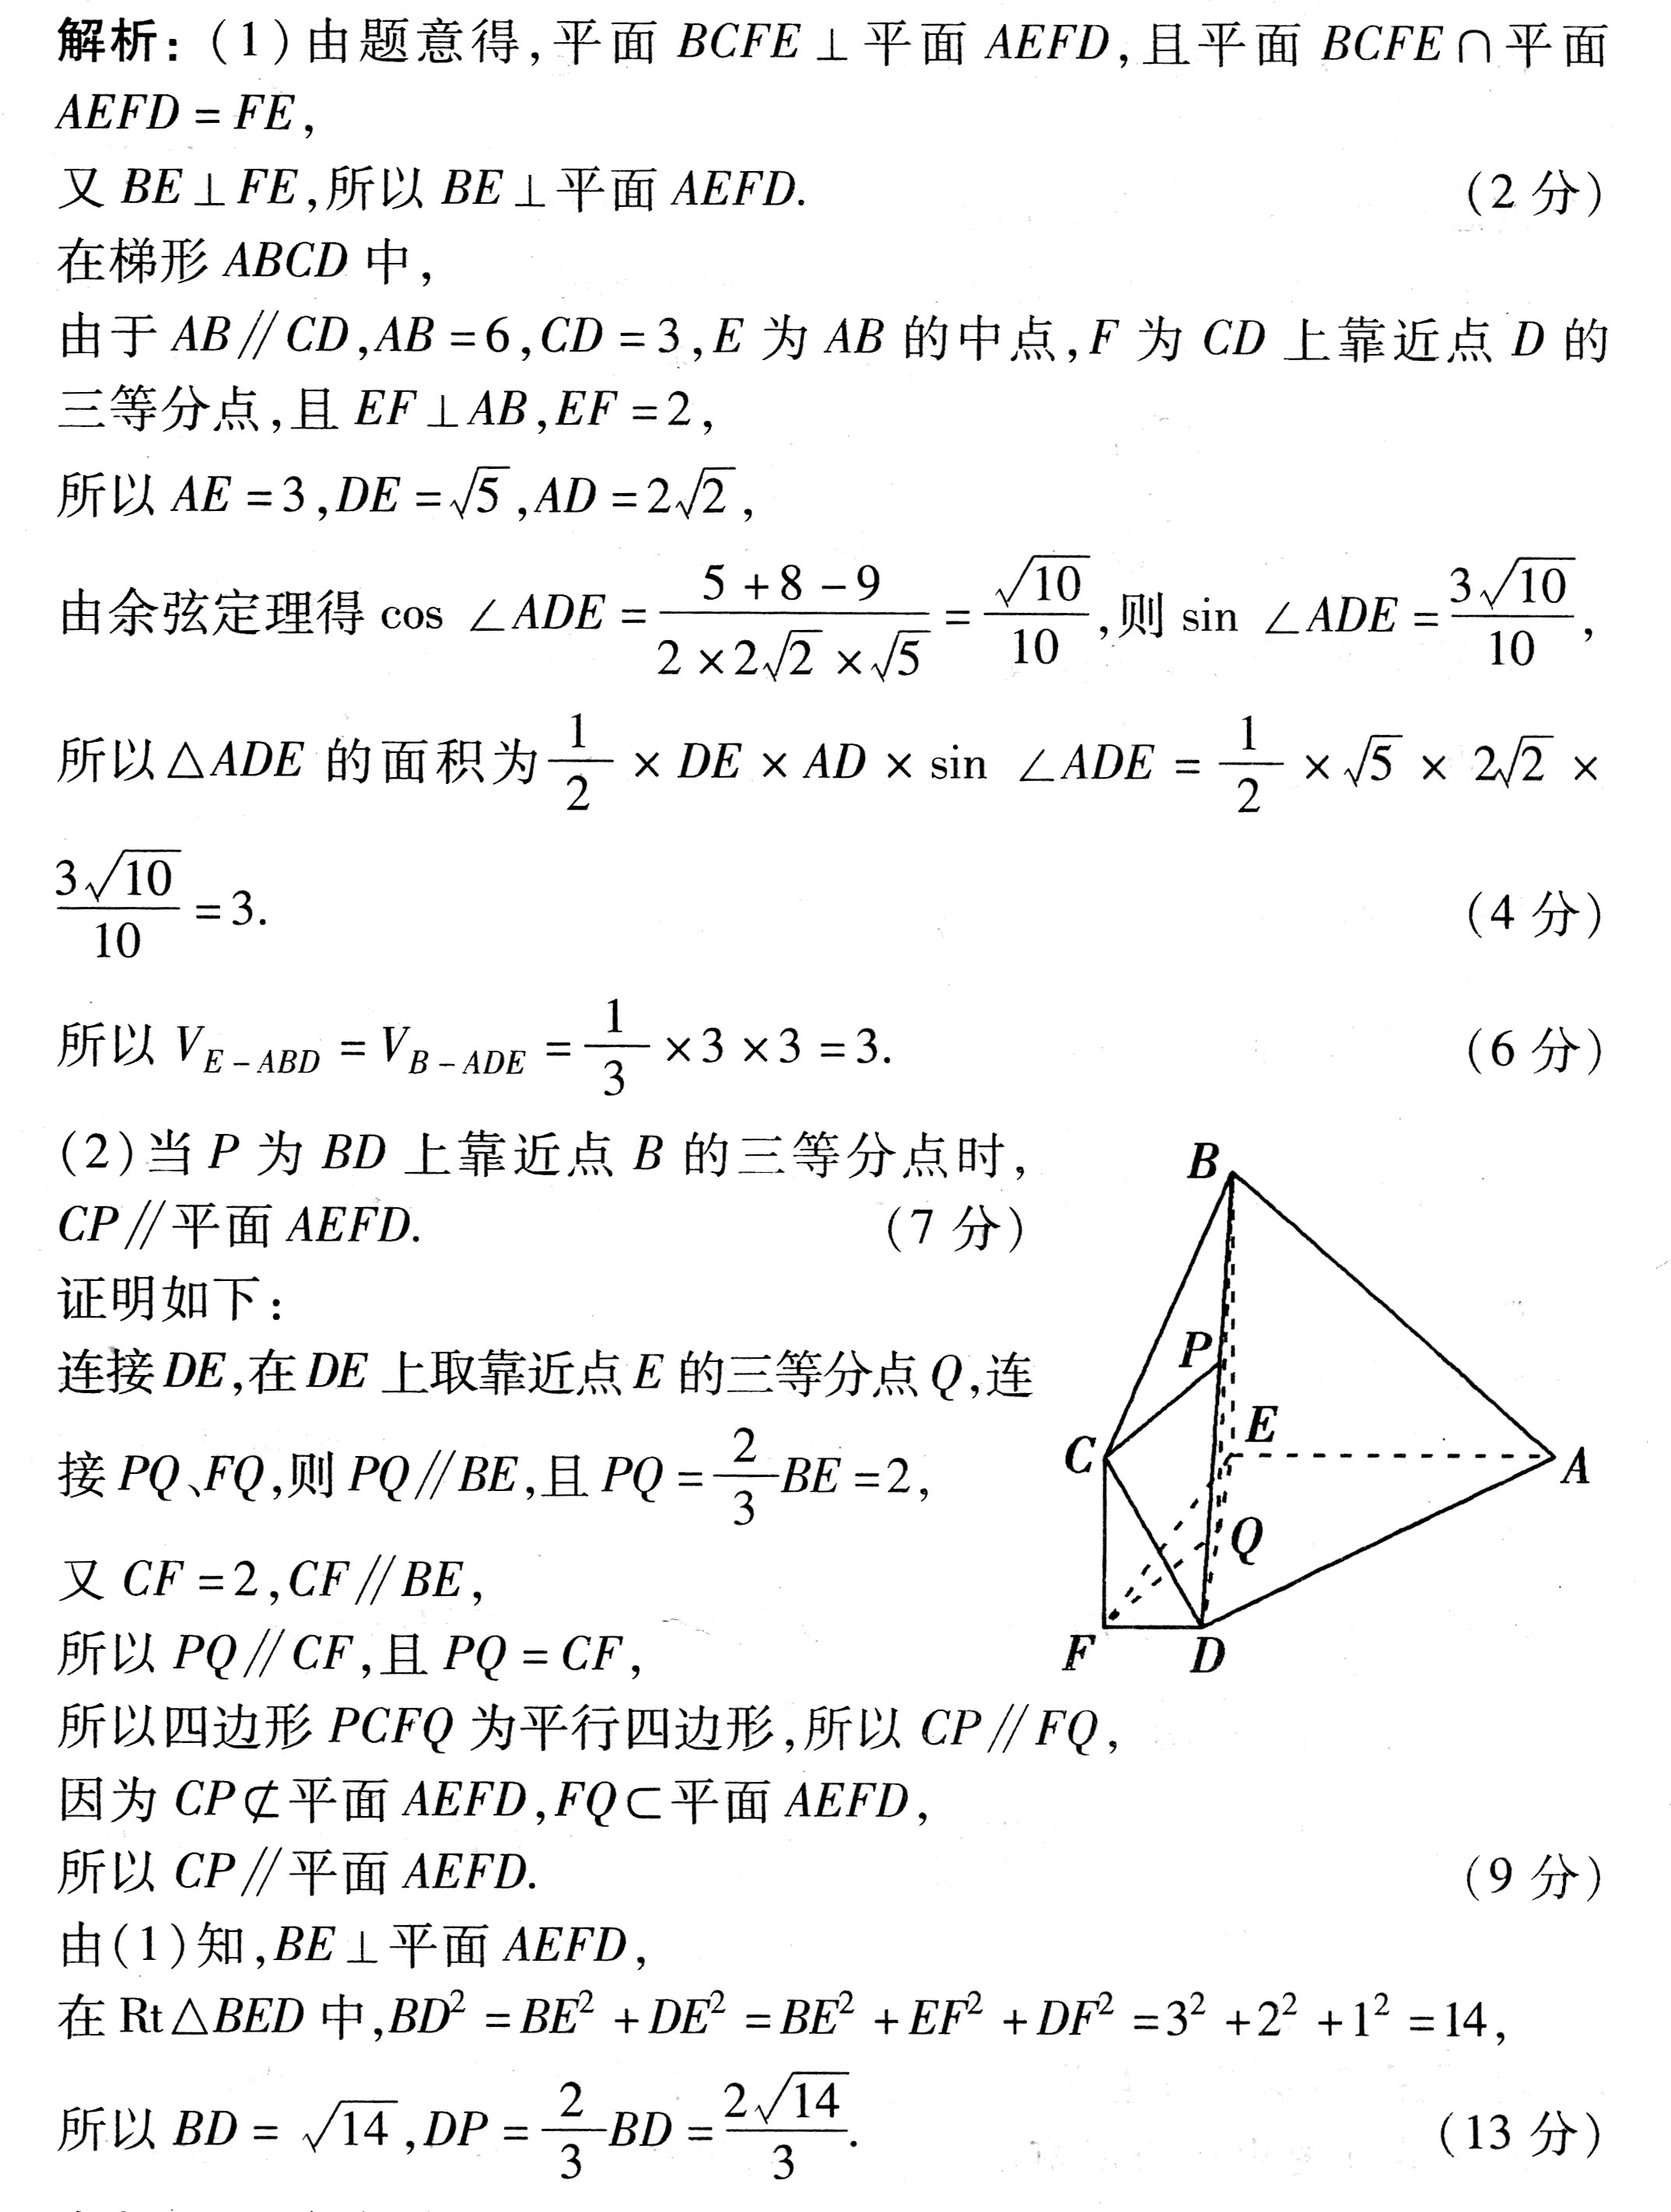 解析:(1)由题意得,平面 BCFE⊥平面 AEFD,且平面 BCFE∩平面
AEFD=FE,
又 BE⊥FE,所以 BE⊥平面 AEFD. (2 分)
在梯形 ABCD 中,
由于 AB∥CD,AB=6,CD=3,E 为 AB 的中点,F 为 CD 上靠近点 D 的
三等分点,且 EF⊥AB,EF=2,
所以 AE=3,DE=√5,AD=2√2,
由余弦定理得 cos ∠ADE=(5+8-9)/(2×2√2×√5)=√10/10,则 sin ∠ADE=3√10/10,
所以△ADE 的面积为 1/2 × DE × AD × sin ∠ADE = 1/2 × √5 × 2√2 ×
3√10/10 =3. (4 分)
所以 V_{E-ABD}=V_{B-ADE}=1/3×3×3=3. (6 分)
(2)当 P 为 BD 上靠近点 B 的三等分点时,
CP∥平面 AEFD. (7 分)
证明如下:
连接 DE,在 DE 上取靠近点 E 的三等分点 Q,连
接 PQ、FQ,则 PQ∥BE,且 PQ=2/3 BE=2,
又 CF=2,CF∥BE,
所以 PQ∥CF,且 PQ=CF,
所以四边形 PCFQ 为平行四边形,所以 CP∥FQ,
因为 CP⊄平面 AEFD,FQ⊂平面 AEFD,
所以 CP∥平面 AEFD. (9 分)
由(1)知,BE⊥平面 AEFD,
在 Rt△BED 中,BD²=BE²+DE²=BE²+EF²+DF²=3²+2²+1²=14,
所以 BD=√14,DP=2/3 BD=2√14/3. (13 分)
B
P
E
C
A
Q
F
D